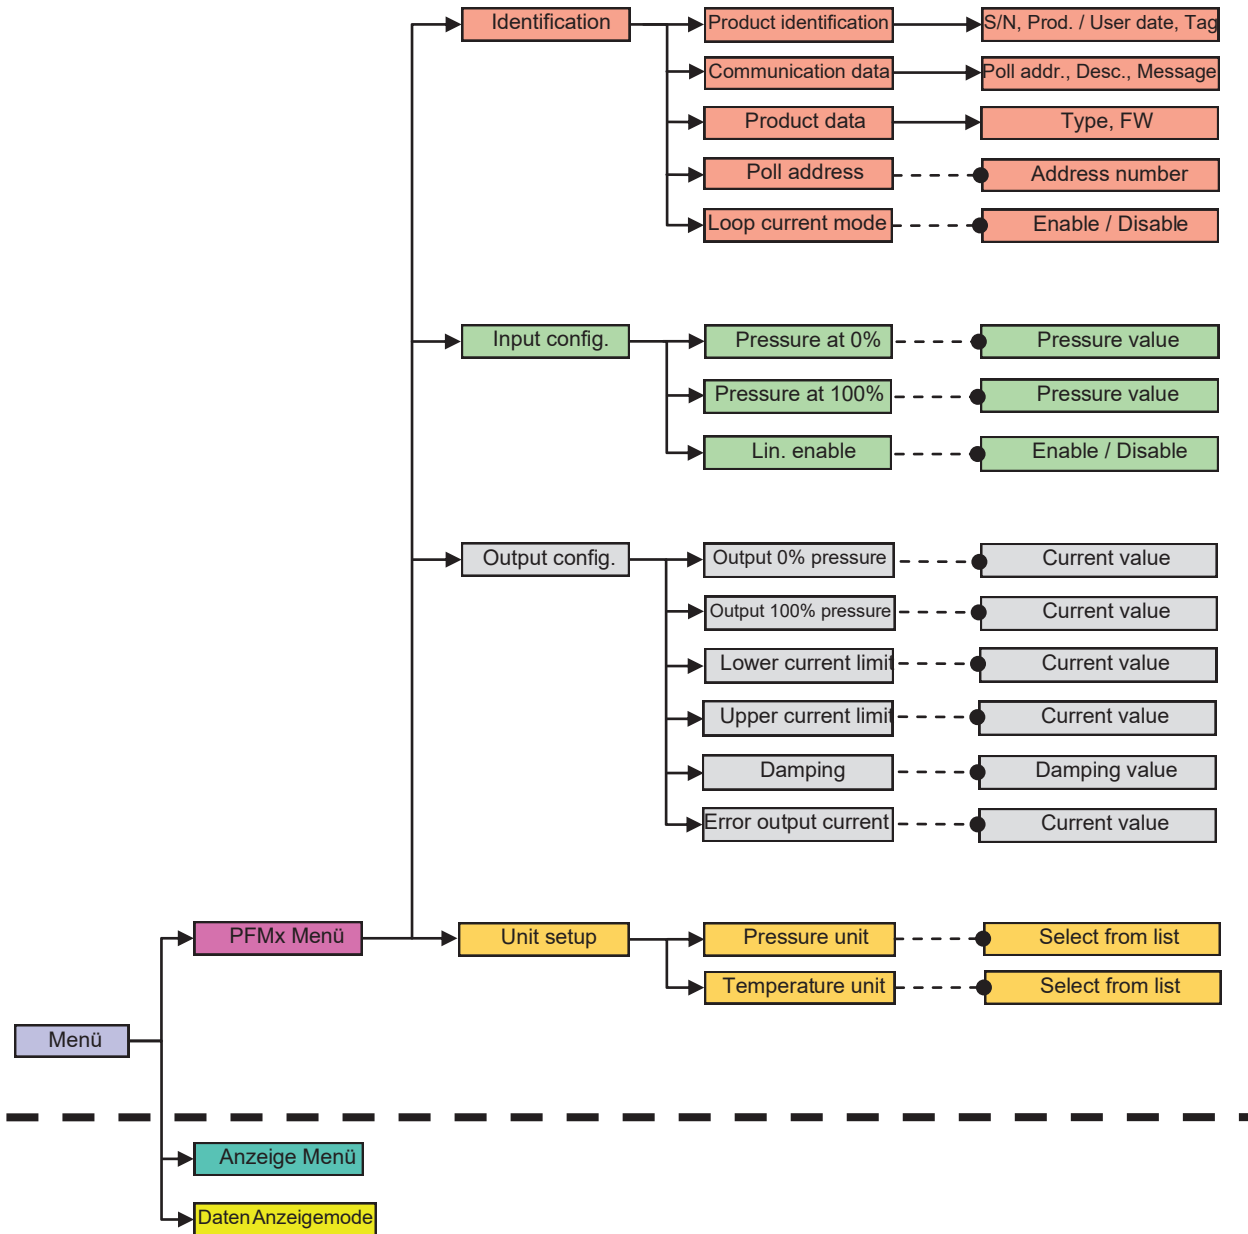 Identification
Product identification
S/N, Prod. / User date, Tag
Communication data
Poll addr., Desc., Message
Product data
Type, FW
Poll address
Address number
Loop current mode
Enable / Disable
Input config.
Pressure at 0%
Pressure value
Pressure at 100%
Pressure value
Lin. enable
Enable / Disable
Output config.
Output 0% pressure
Current value
Output 100% pressure
Current value
Lower current limit
Current value
Upper current limit
Current value
Damping
Damping value
Error output current
Current value
PFMx Menü
Unit setup
Pressure unit
Select from list
Temperature unit
Select from list
Menü
Anzeige Menü
Daten Anzeigemode